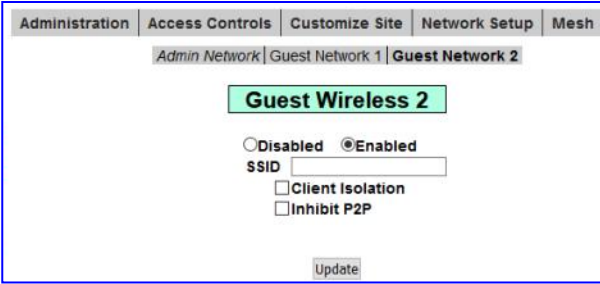 Administration Access Controls Customize Site Network Setup Mesh
Admin Network Guest Network 1 Guest Network 2
Guest Wireless 2
Disabled Enabled
SSID
Client Isolation
Inhibit P2P
Update